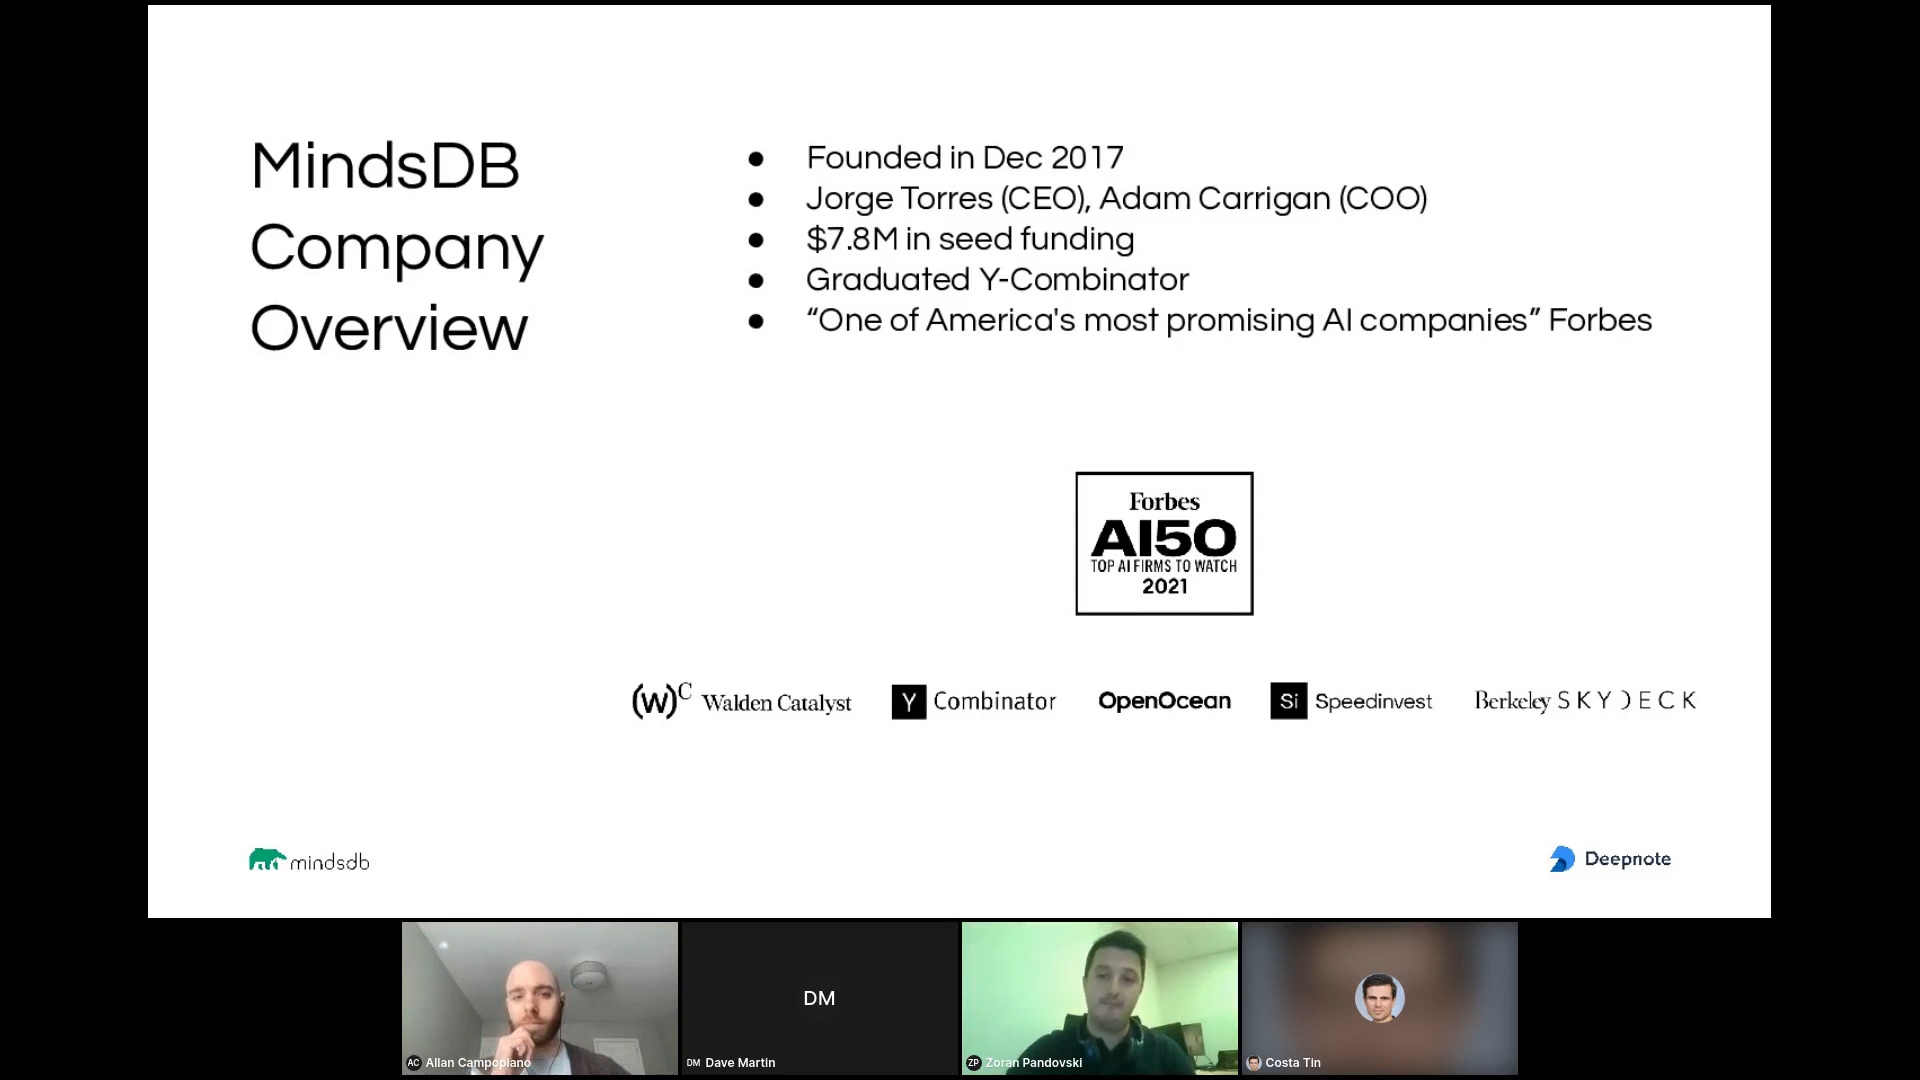 MindsDB
Company
Overview
● Founded in Dec 2017
● Jorge Torres (CEO), Adam Carrigan (COO)
● $7.8M in seed funding
● Graduated Y-Combinator
● “One of America's most promising AI companies” Forbes
Forbes
AI50
TOP AI FIRMS TO WATCH
2021
(W)C Walden Catalyst
Y Combinator
OpenOcean
Si Speedinvest
Berkeley SKYDECK
mindsdb
Deepnote
DM
AC Allan Campopiano
DM Dave Martin
ZP Zoran Pandovski
Costa Tin